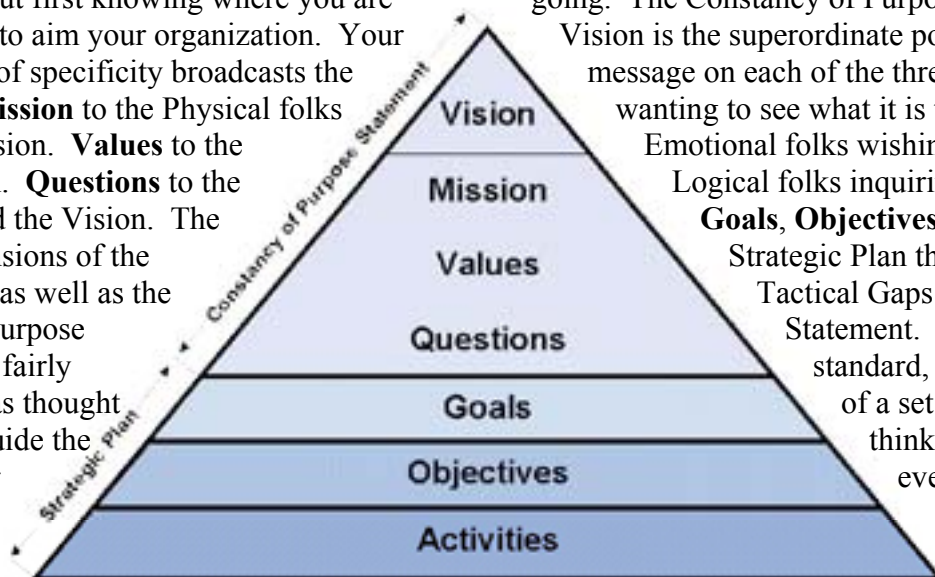 ut first knowing where you are going. The Constancy of Purpo
to aim your organization. Your Vision is the superordinate po
of specificity broadcasts the message on each of the thre
ission to the Physical folks wanting to see what it is
sion. Values to the Emotional folks wishin
. Questions to the Logical folks inquiri
d the Vision. The Goals, Objectives
sions of the Strategic Plan th
as well as the Tactical Gaps
urpose Statement.
fairly standard,
s thought of a set
uide the think
eve
Constancy of Purpose Statement
Strategic Plan
Vision
Mission
Values
Questions
Goals
Objectives
Activities